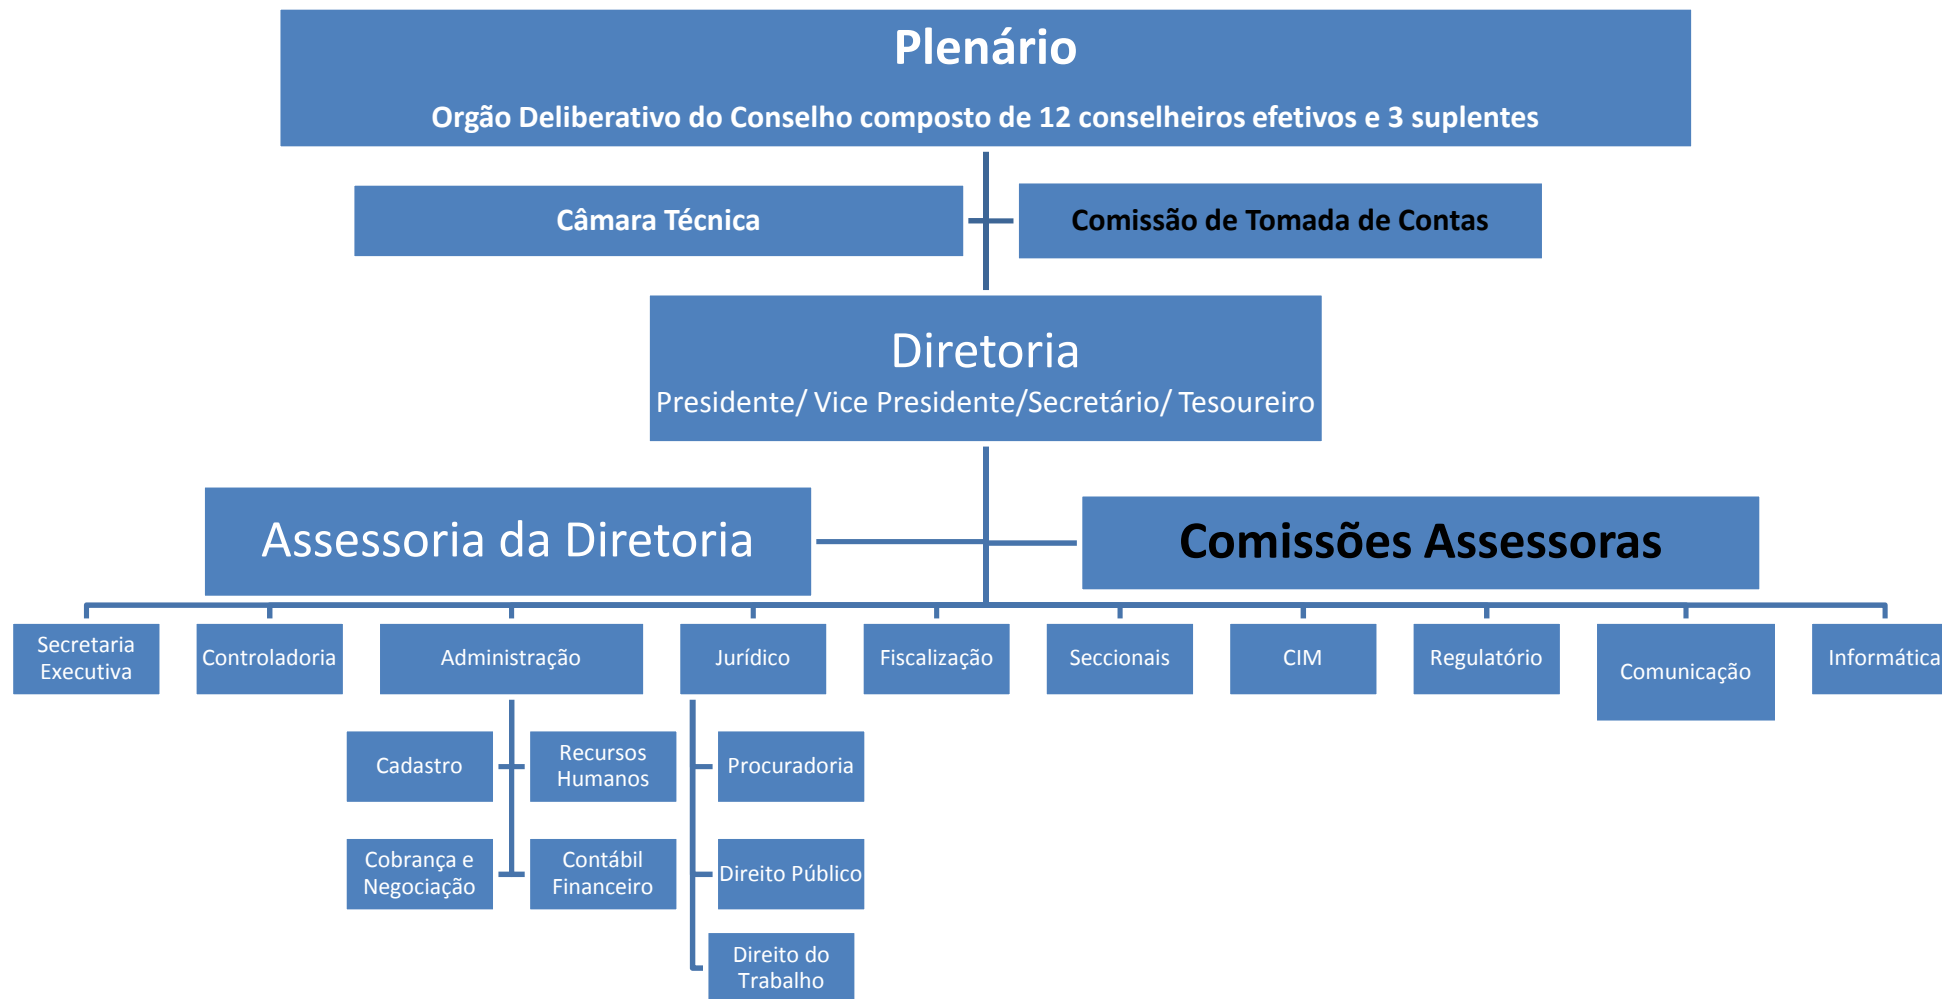 Plenário
Orgão Deliberativo do Conselho composto de 12 conselheiros efetivos e 3 suplentes
Câmara Técnica
Comissão de Tomada de Contas
Diretoria
Presidente/ Vice Presidente/Secretário/ Tesoureiro
Assessoria da Diretoria
Comissões Assessoras
Secretaria
Executiva
Controladoria
Administração
Jurídico
Fiscalização
Seccionais
CIM
Regulatório
Comunicação
Informática
Cadastro
Recursos
Humanos
Procuradoria
Cobrança e
Negociação
Contábil
Financeiro
Direito Público
Direito do
Trabalho